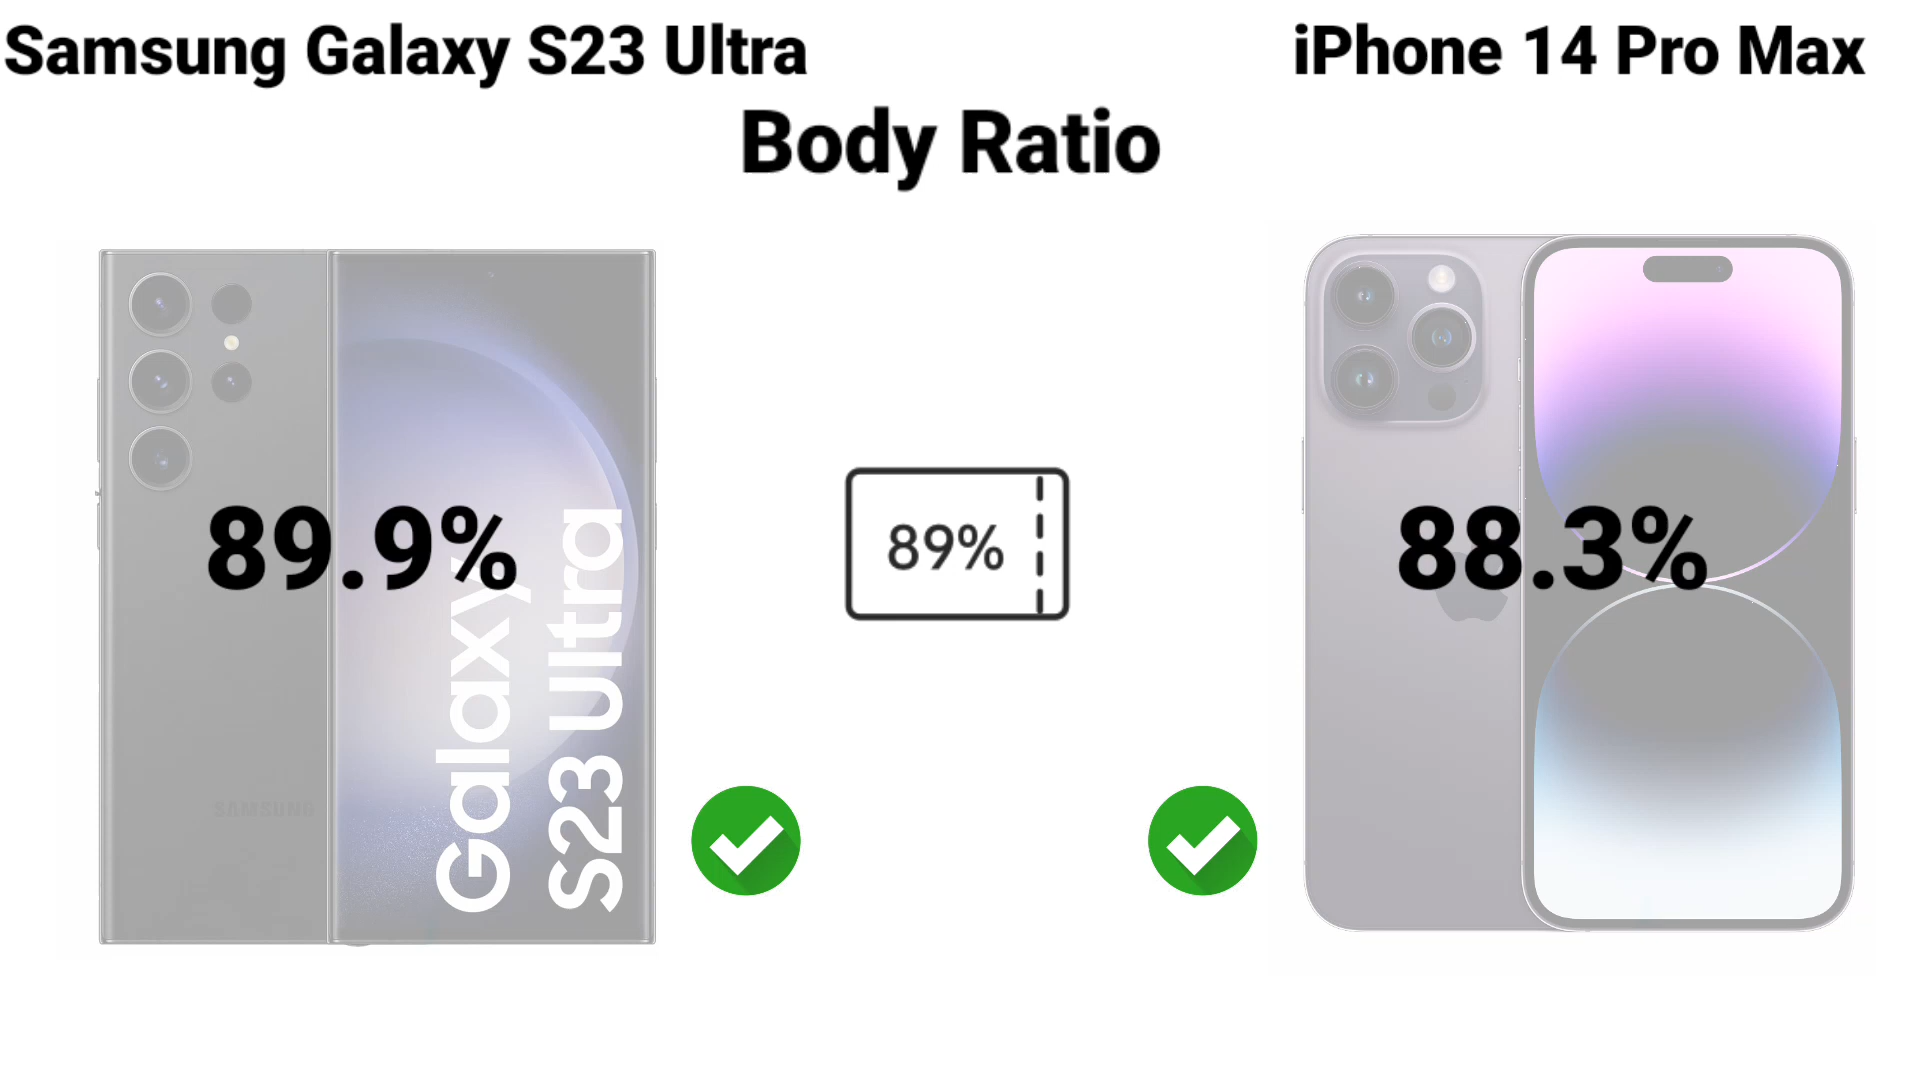 Samsung Galaxy S23 Ultra
iPhone 14 Pro Max
Body Ratio
89.9%
89%
88.3%
Galaxy
S23 Ultra
SAMSUNG